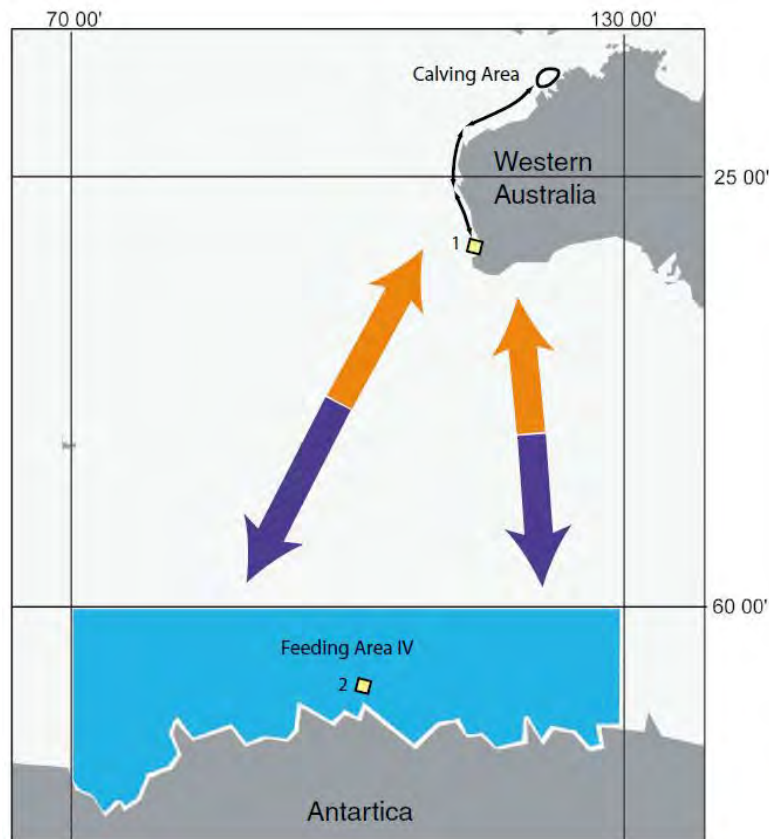 70 00'
130 00'
Calving Area
Western
Australia
25 00'
1
60 00'
Feeding Area IV
2
Antartica